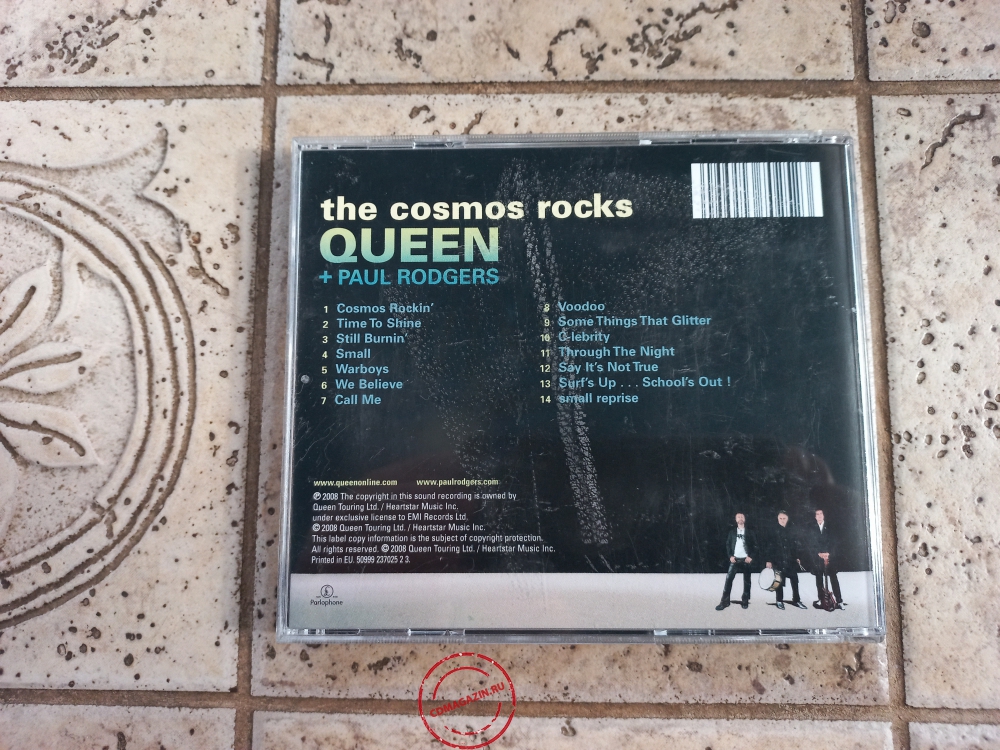 the cosmos rocks
QUEEN
+ PAUL RODGERS
1 Cosmos Rockin'
2 Time To Shine
3 Still Burnin'
4 Small
5 Warboys
6 We Believe
7 Call Me
8 Voodoo
9 Some Things That Glitter
10 C-lebrity
11 Through The Night
12 Say It's Not True
13 Surf's Up . . . School's Out !
14 small reprise
www.queenonline.com www.paulrodgers.com
℗ 2008 The copyright in this sound recording is owned by
Queen Touring Ltd. / Heartstar Music Inc.
under exclusive license to EMI Records Ltd.
© 2008 Queen Touring Ltd. / Heartstar Music Inc.
This label copy information is the subject of copyright protection.
All rights reserved. © 2008 Queen Touring Ltd. / Heartstar Music Inc.
Printed in EU. 50999 237025 2 3.
Parlophone
CDMAGAZIN.RU